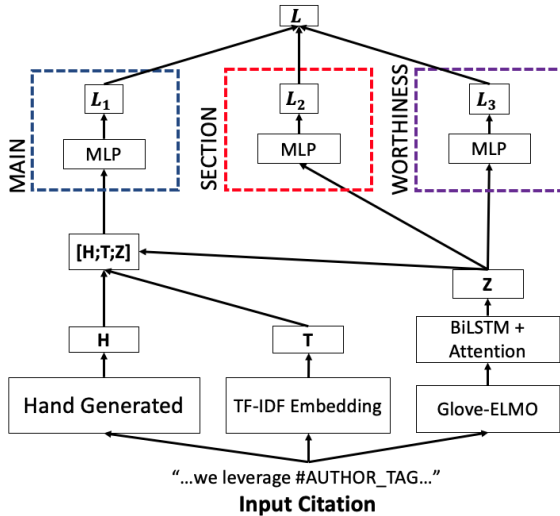 L
MAIN
L1
MLP
SECTION
L2
MLP
WORTHINESS
L3
MLP
[H;T;Z]
Z
H
T
BiLSTM +
Attention
Hand Generated
TF-IDF Embedding
Glove-ELMO
“...we leverage #AUTHOR_TAG...”
Input Citation